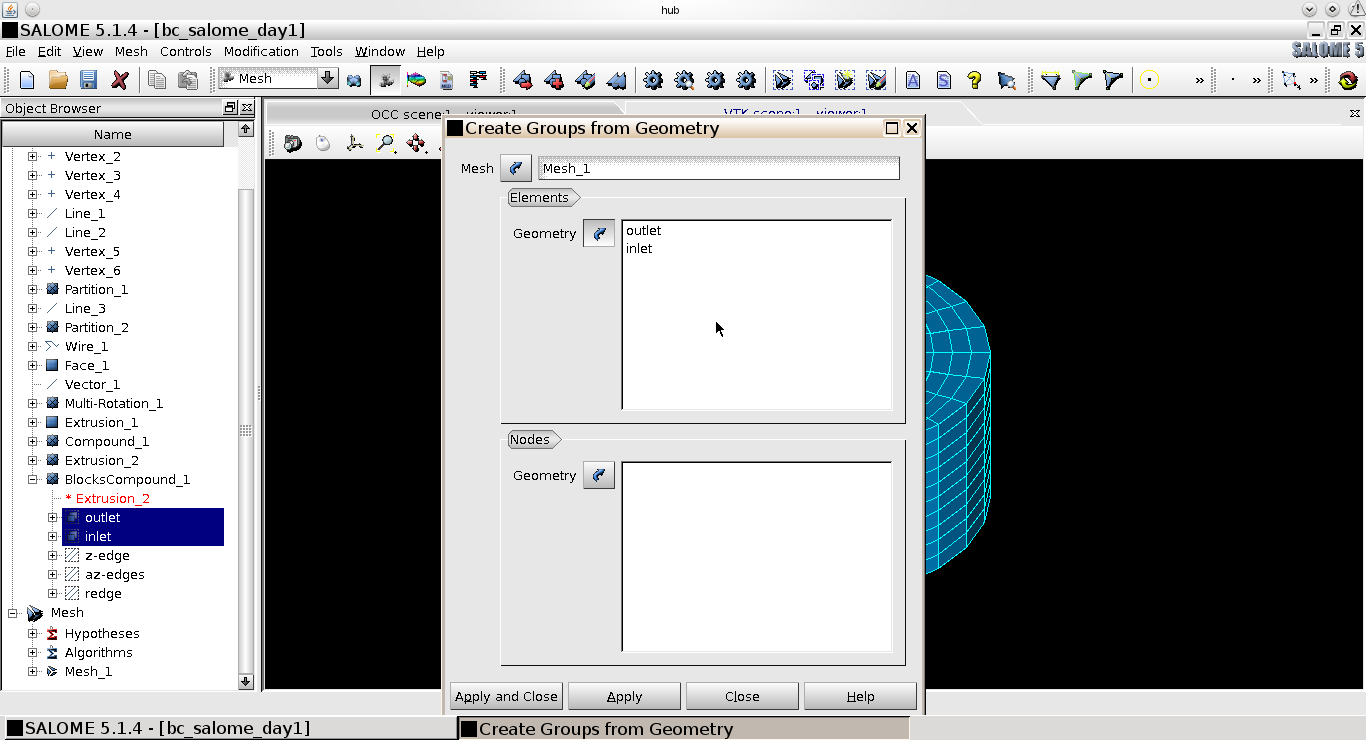 hub
SALOME 5.1.4 - [bc_salome_day1]
File Edit View Mesh Controls Modification Tools Window Help
SALOME 5
Mesh
Object Browser
Name
Vertex_2
Vertex_3
Vertex_4
Line_1
Line_2
Vertex_5
Vertex_6
Partition_1
Line_3
Partition_2
Wire_1
Face_1
Vector_1
Multi-Rotation_1
Extrusion_1
Compound_1
Extrusion_2
BlocksCompound_1
* Extrusion_2
outlet
inlet
z-edge
az-edges
redge
Mesh
Hypotheses
Algorithms
Mesh_1
OCC scene:1 - viewer:1
VTK scene:1 - viewer:1
Create Groups from Geometry
Mesh Mesh_1
Elements
Geometry
outlet
inlet
Nodes
Geometry
Apply and Close Apply Close Help
SALOME 5.1.4 - [bc_salome_day1] Create Groups from Geometry